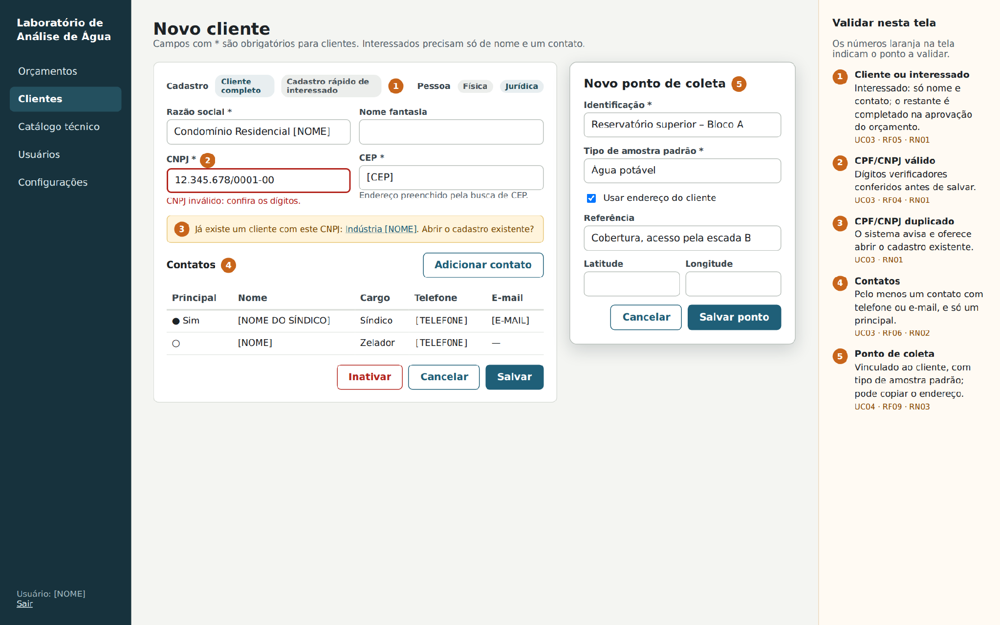 Laboratório de
Análise de Água
Orçamentos
Clientes
Catálogo técnico
Usuários
Configurações
Usuário: [NOME]
Sair
Novo cliente
Campos com * são obrigatórios para clientes. Interessados precisam só de nome e um contato.
Cadastro
Cliente
completo
Cadastro rápido de
interessado
1
Pessoa
Física
Jurídica
Razão social *
Nome fantasia
Condomínio Residencial [NOME]
CNPJ *
2
CEP *
12.345.678/0001-00
[CEP]
CNPJ inválido: confira os dígitos.
Endereço preenchido pela busca de CEP.
3 Já existe um cliente com este CNPJ: Indústria [NOME]. Abrir o cadastro existente?
Contatos
4
Adicionar contato
Principal Nome Cargo Telefone E-mail
● Sim [NOME DO SÍNDICO] Síndico [TELEFONE] [E-MAIL]
○ [NOME] Zelador [TELEFONE] —
Inativar
Cancelar
Salvar
Novo ponto de coleta
5
Identificação *
Reservatório superior – Bloco A
Tipo de amostra padrão *
Água potável
Usar endereço do cliente
Referência
Cobertura, acesso pela escada B
Latitude
Longitude
Cancelar
Salvar ponto
Validar nesta tela
Os números laranja na tela
indicam o ponto a validar.
1 Cliente ou interessado
Interessado: só nome e
contato; o restante é
completado na aprovação
do orçamento.
UC03 · RF05 · RN01
2 CPF/CNPJ válido
Dígitos verificadores
conferidos antes de salvar.
UC03 · RF04 · RN01
3 CPF/CNPJ duplicado
O sistema avisa e oferece
abrir o cadastro existente.
UC03 · RN01
4 Contatos
Pelo menos um contato com
telefone ou e-mail, e só um
principal.
UC03 · RF06 · RN02
5 Ponto de coleta
Vinculado ao cliente, com
tipo de amostra padrão;
pode copiar o endereço.
UC04 · RF09 · RN03